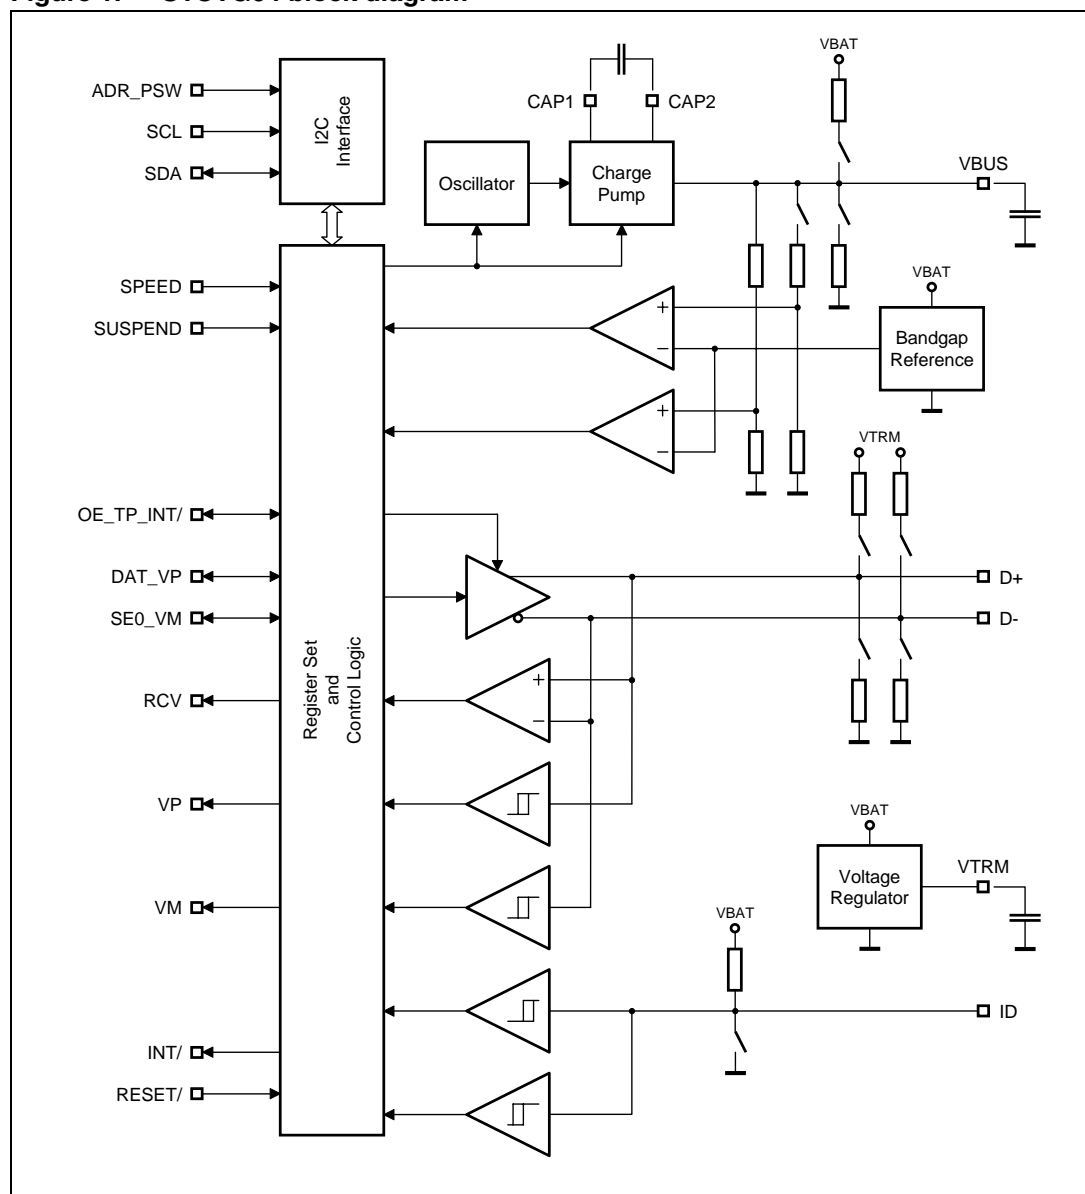 VBAT
ADR_PSW
SCL
SDA
I2C
Interface
CAP1
CAP2
Oscillator
Charge
Pump
VBUS
SPEED
SUSPEND
+
−
VBAT
Bandgap
Reference
+
−
VTRM
OE_TP_INT/
DAT_VP
SE0_VM
D+
D-
Register Set
and
Control Logic
RCV
+
−
VP
VM
VBAT
Voltage
Regulator
VTRM
VBAT
ID
INT/
RESET/